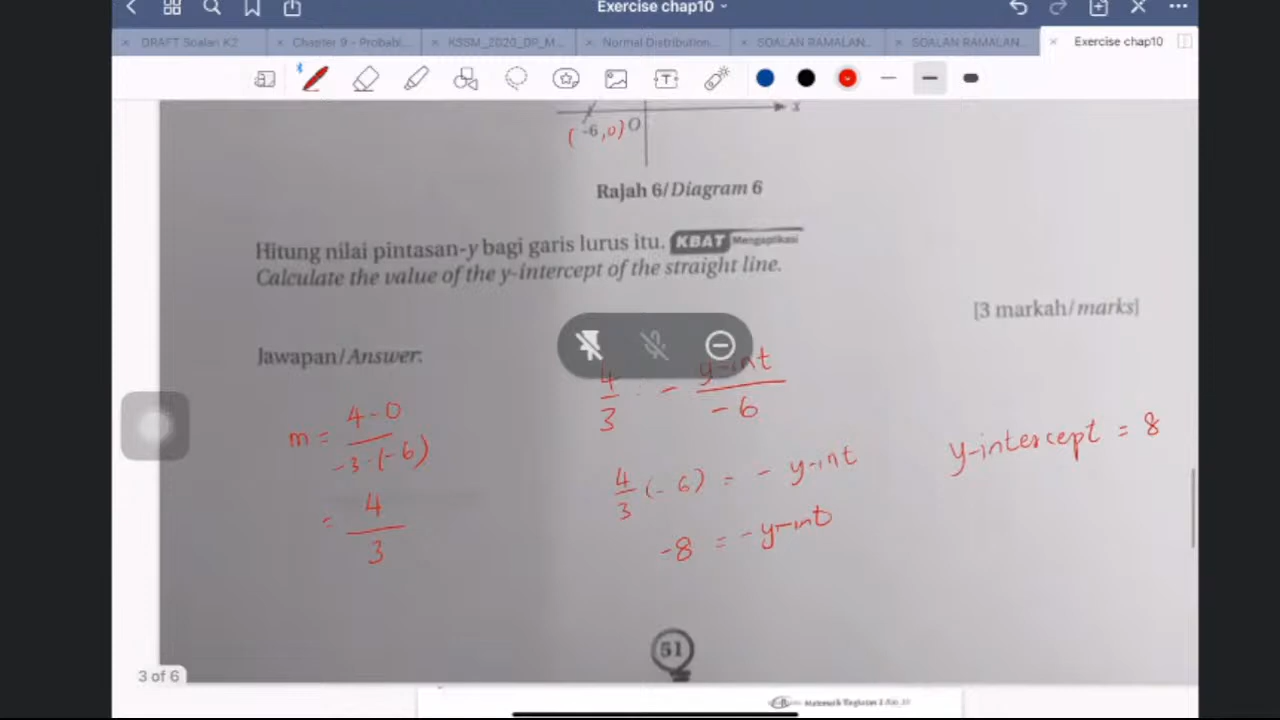 Exercise chap10
DRAFT Soalan K2
Chapter 9 - Probabi...
KSSM_2020_DP_M...
Normal Distribution...
SOALAN RAMALAN...
SOALAN RAMALAN...
Exercise chap10
x
(-6,0) O
Rajah 6/Diagram 6
Hitung nilai pintasan-y bagi garis lurus itu. KBAT Mengaplikasi
Calculate the value of the y-intercept of the straight line.
[3 markah/marks]
Jawapan/Answer:
m = 4-0 / -3-(-6)
= 4/3
4/3 = - y-int / -6
4/3 (-6) = - y-int
-8 = - y-int
y-intercept = 8
51
3 of 6